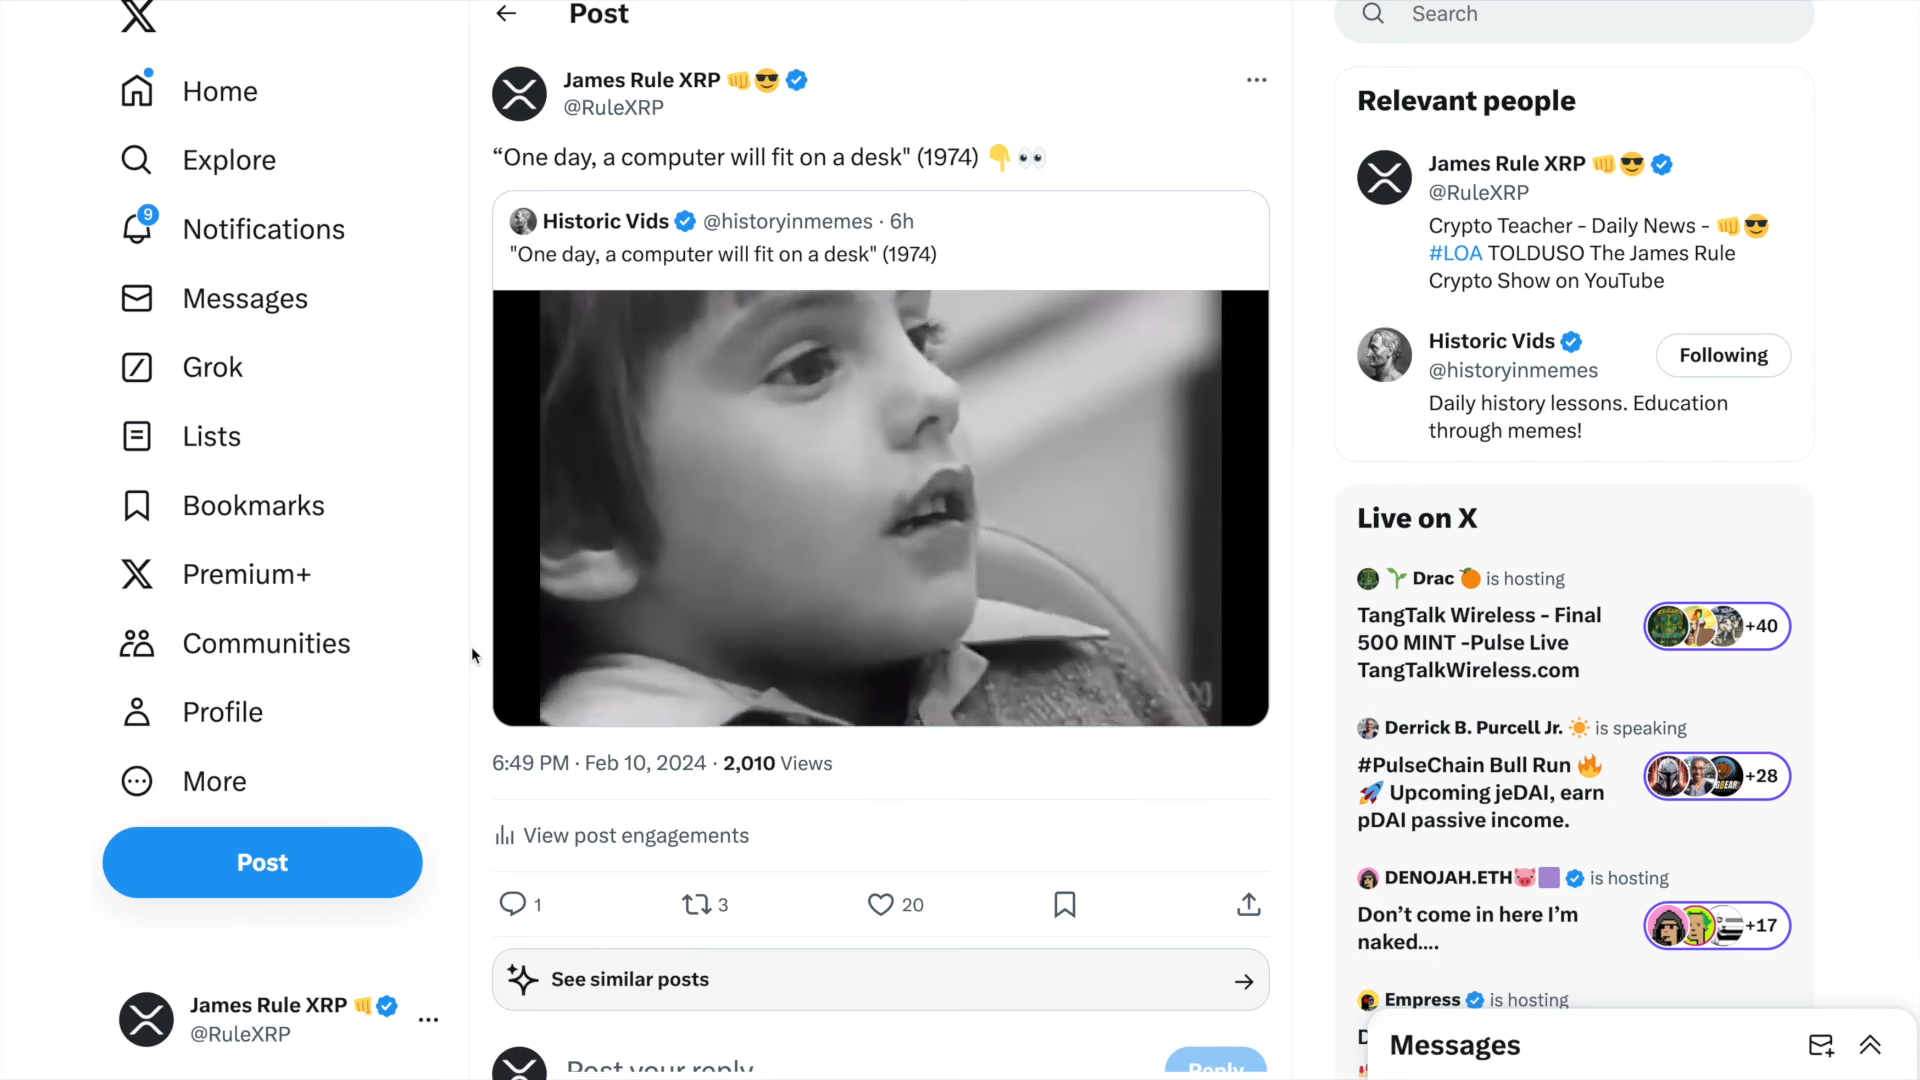 Home
Explore
9
Notifications
Messages
Grok
Lists
Bookmarks
Premium+
Communities
Profile
More
Post
James Rule XRP 👊
@RuleXRP
Post
James Rule XRP 👊😎
@RuleXRP
“One day, a computer will fit on a desk" (1974) 👇👀
Historic Vids @historyinmemes · 6h
"One day, a computer will fit on a desk" (1974)
6:49 PM · Feb 10, 2024 · 2,010 Views
View post engagements
1
3
20
See similar posts
Post your reply
Reply
Search
Relevant people
James Rule XRP 👊😎
@RuleXRP
Crypto Teacher - Daily News - 👊😎
#LOA TOLDUSO The James Rule
Crypto Show on YouTube
Historic Vids
@historyinmemes
Following
Daily history lessons. Education
through memes!
Live on X
🌱 Drac 🍊 is hosting
TangTalk Wireless - Final
500 MINT -Pulse Live
TangTalkWireless.com
+40
Derrick B. Purcell Jr. ☀️ is speaking
#PulseChain Bull Run 🔥
🚀 Upcoming jeDAI, earn
pDAI passive income.
+28
DENOJAH.ETH🐷🟪 is hosting
Don’t come in here I’m
naked....
+17
Empress is hosting
Messages